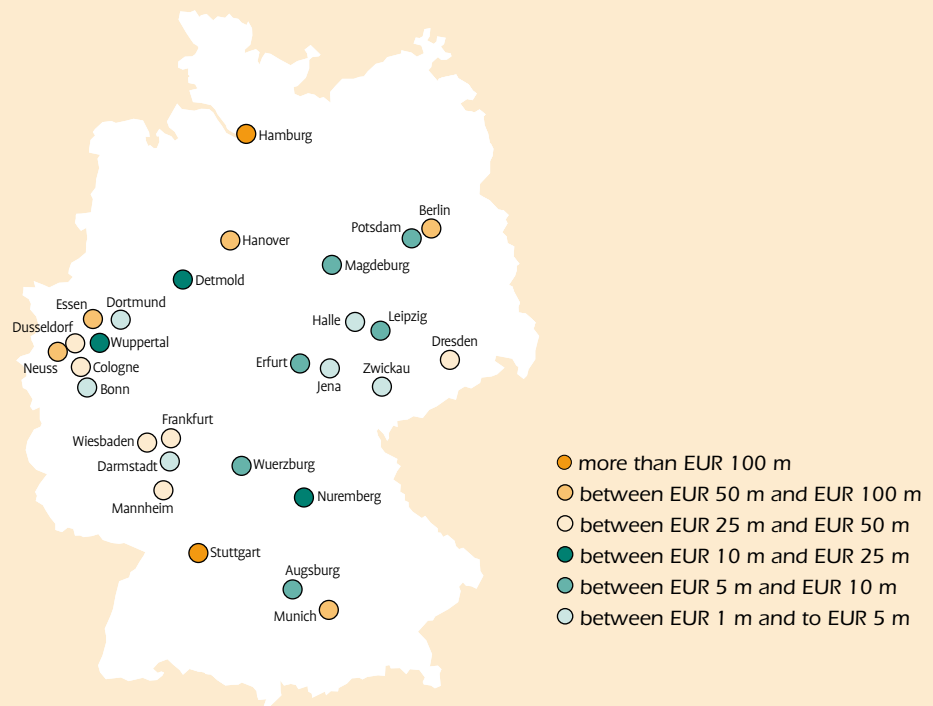 Hamburg
Berlin
Potsdam
Hanover
Magdeburg
Detmold
Essen
Dortmund
Halle
Leipzig
Dusseldorf
Wuppertal
Dresden
Neuss
Cologne
Erfurt
Jena
Zwickau
Bonn
Frankfurt
Wiesbaden
Darmstadt
Wuerzburg
Mannheim
Nuremberg
Stuttgart
Augsburg
Munich
more than EUR 100 m
between EUR 50 m and EUR 100 m
between EUR 25 m and EUR 50 m
between EUR 10 m and EUR 25 m
between EUR 5 m and EUR 10 m
between EUR 1 m and to EUR 5 m